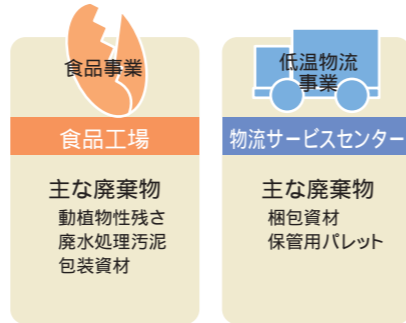 食品事業
食品工場
主な廃棄物
動植物性残さ
廃水処理汚泥
包装資材
低温物流
事業
物流サービスセンター
主な廃棄物
梱包資材
保管用パレット